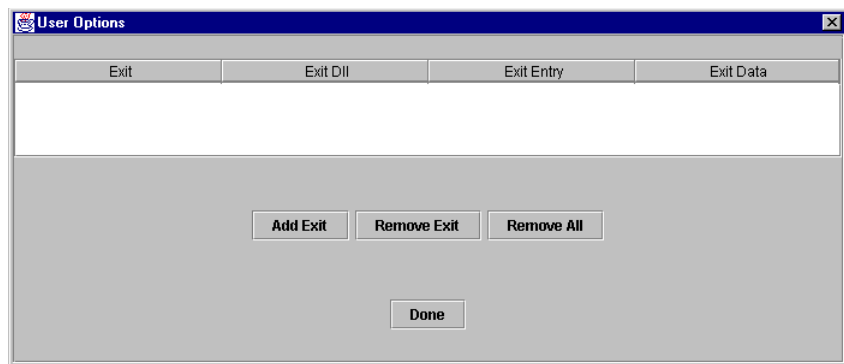 User Options
Exit Exit Dll Exit Entry Exit Data
Add Exit Remove Exit Remove All
Done